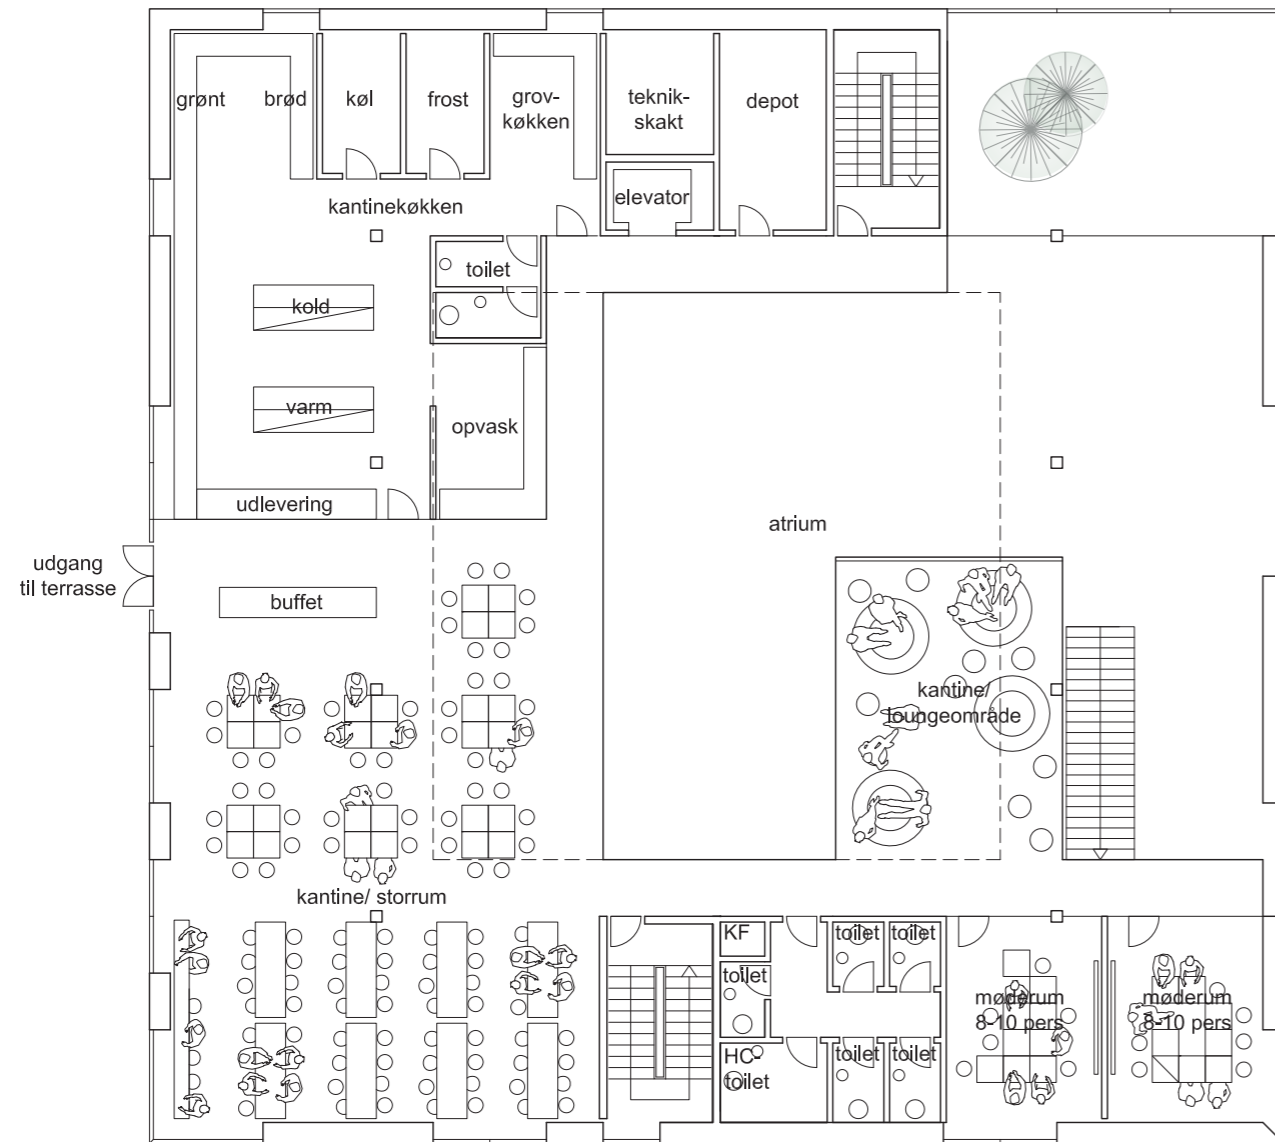 grønt
brød
køl
frost
grov-
køkken
teknik-
skakt
depot
elevator
kantinekøkken
toilet
kold
varm
opvask
udlevering
atrium
udgang
til terrasse
buffet
kantine/
loungeområde
kantine/ storrum
KF
toilet
toilet
toilet
møderum
8-10 pers
møderum
8-10 pers
HC-
toilet
toilet
toilet